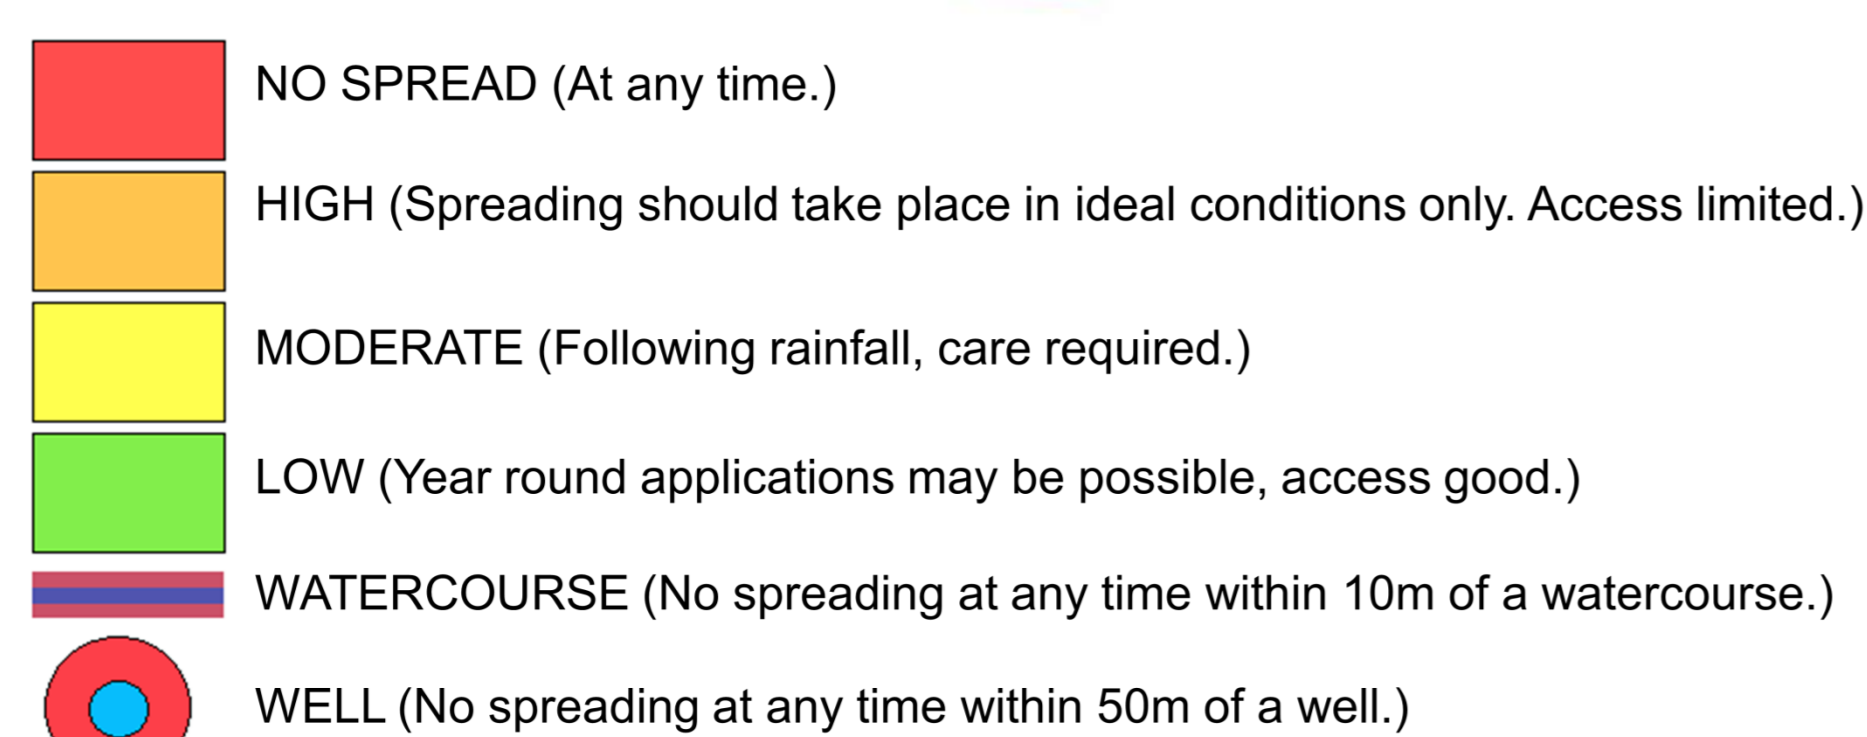 NO SPREAD (At any time.)
HIGH (Spreading should take place in ideal conditions only. Access limited.)
MODERATE (Following rainfall, care required.)
LOW (Year round applications may be possible, access good.)
WATERCOURSE (No spreading at any time within 10m of a watercourse.)
WELL (No spreading at any time within 50m of a well.)